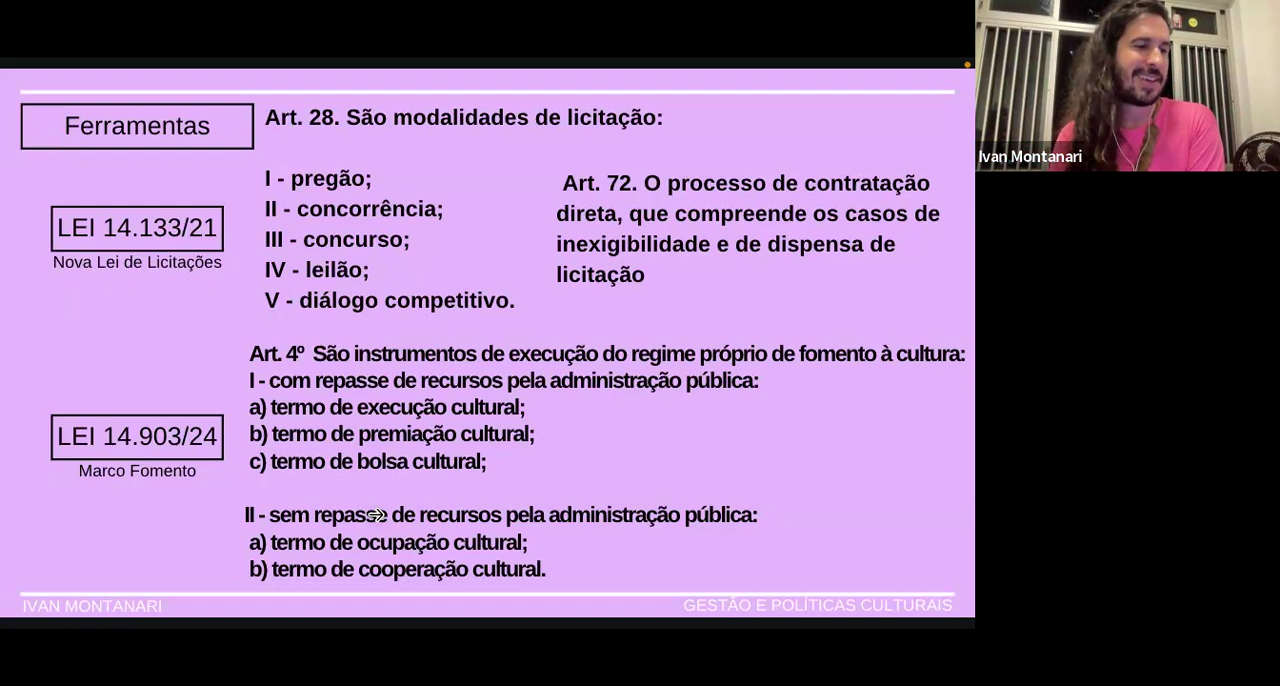 Ferramentas
Art. 28. São modalidades de licitação:
I - pregão;
II - concorrência;
III - concurso;
IV - leilão;
V - diálogo competitivo.
Art. 72. O processo de contratação
direta, que compreende os casos de
inexigibilidade e de dispensa de
licitação
LEI 14.133/21
Nova Lei de Licitações
Art. 4º São instrumentos de execução do regime próprio de fomento à cultura:
I - com repasse de recursos pela administração pública:
a) termo de execução cultural;
b) termo de premiação cultural;
c) termo de bolsa cultural;
LEI 14.903/24
Marco Fomento
II - sem repasse de recursos pela administração pública:
a) termo de ocupação cultural;
b) termo de cooperação cultural.
IVAN MONTANARI
GESTÃO E POLÍTICAS CULTURAIS
Ivan Montanari